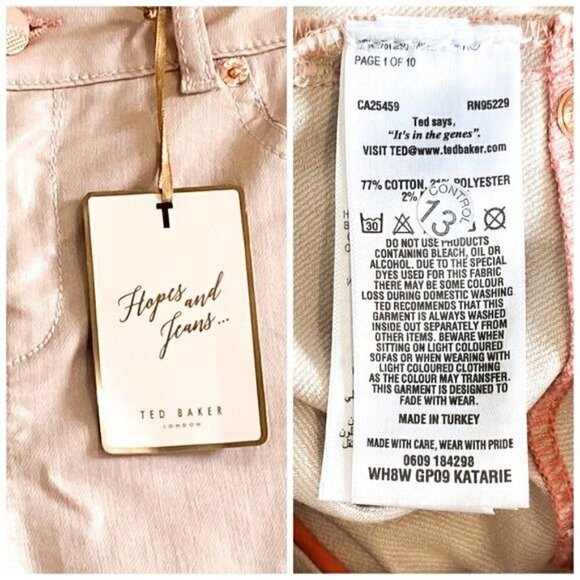 Hopes and
Jeans...
TED BAKER
LONDON
PAGE 1 OF 10
CA25459 RN95229
Ted says,
"It's in the genes".
VISIT TED@www.tedbaker.com
77% COTTON, 21% POLYESTER
2%
CONTROL
13
30
DO NOT USE PRODUCTS
CONTAINING BLEACH, OIL OR
ALCOHOL. DUE TO THE SPECIAL
DYES USED FOR THIS FABRIC
THERE MAY BE SOME COLOUR
LOSS DURING DOMESTIC WASHING.
TED RECOMMENDS THAT THIS
GARMENT IS ALWAYS WASHED
INSIDE OUT SEPARATELY FROM
OTHER ITEMS. BEWARE WHEN
SITTING ON LIGHT COLOURED
SOFAS OR WHEN WEARING WITH
LIGHT COLOURED CLOTHING
AS THE COLOUR MAY TRANSFER.
THIS GARMENT IS DESIGNED TO
FADE WITH WEAR.
MADE IN TURKEY
MADE WITH CARE, WEAR WITH PRIDE
0609 184298
WH8W GP09 KATARIE